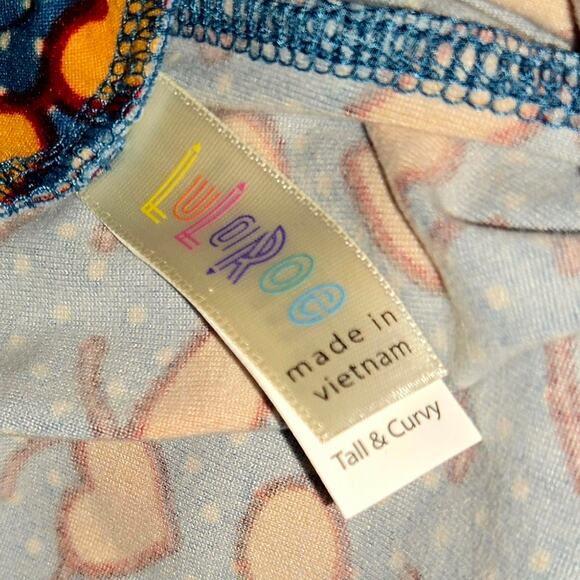 LuLaRoe
made in
vietnam
Tall & Curvy